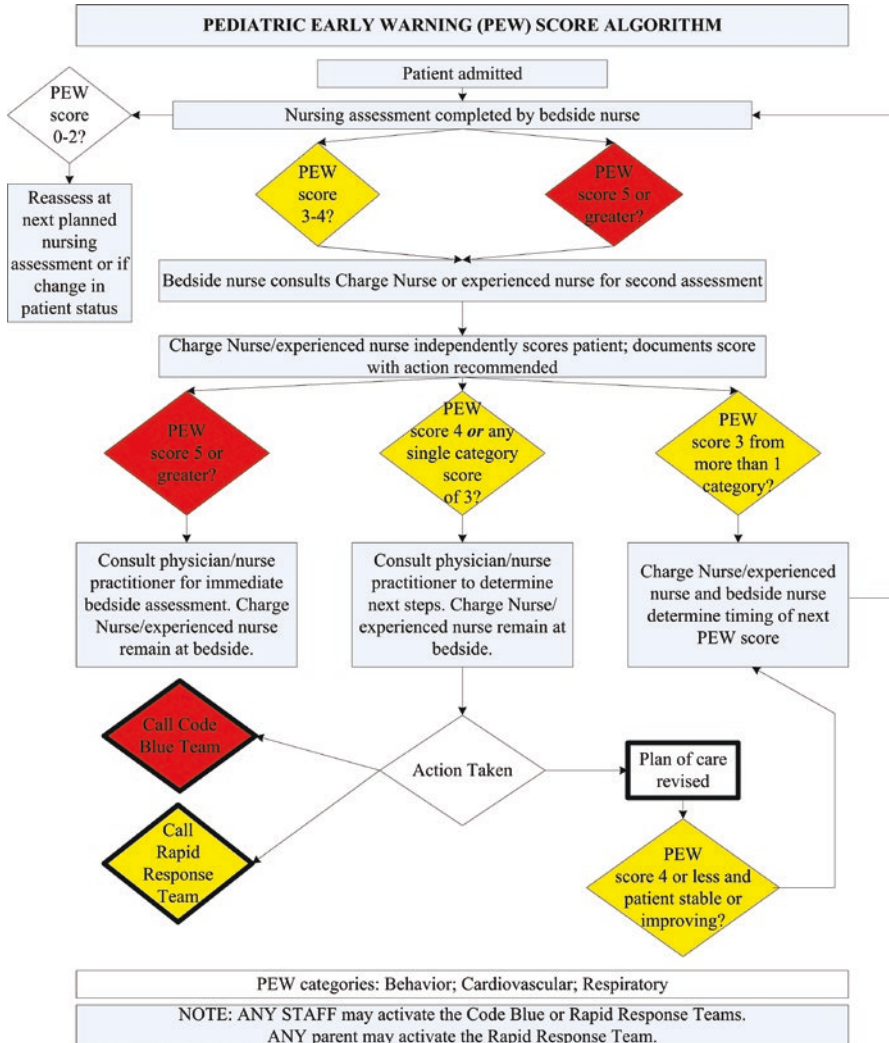 PEDIATRIC EARLY WARNING (PEW) SCORE ALGORITHM
Patient admitted
PEW
score
0-2?
Nursing assessment completed by bedside nurse
Reassess at
next planned
nursing
assessment or if
change in
patient status
PEW
score
3-4?
PEW
score 5 or
greater?
Bedside nurse consults Charge Nurse or experienced nurse for second assessment
Charge Nurse/experienced nurse independently scores patient; documents score
with action recommended
PEW
score 5 or
greater?
PEW
score 4 or any
single category
score
of 3?
PEW
score 3 from
more than 1
category?
Consult physician/nurse
practitioner for immediate
bedside assessment. Charge
Nurse/experienced nurse
remain at bedside.
Consult physician/nurse
practitioner to determine
next steps. Charge Nurse/
experienced nurse remain at
bedside.
Charge Nurse/experienced
nurse and bedside nurse
determine timing of next
PEW score
Call Code
Blue Team
Action Taken
Plan of care
revised
Call
Rapid
Response
Team
PEW
score 4 or less and
patient stable or
improving?
PEW categories: Behavior; Cardiovascular; Respiratory
NOTE: ANY STAFF may activate the Code Blue or Rapid Response Teams.
ANY parent may activate the Rapid Response Team.